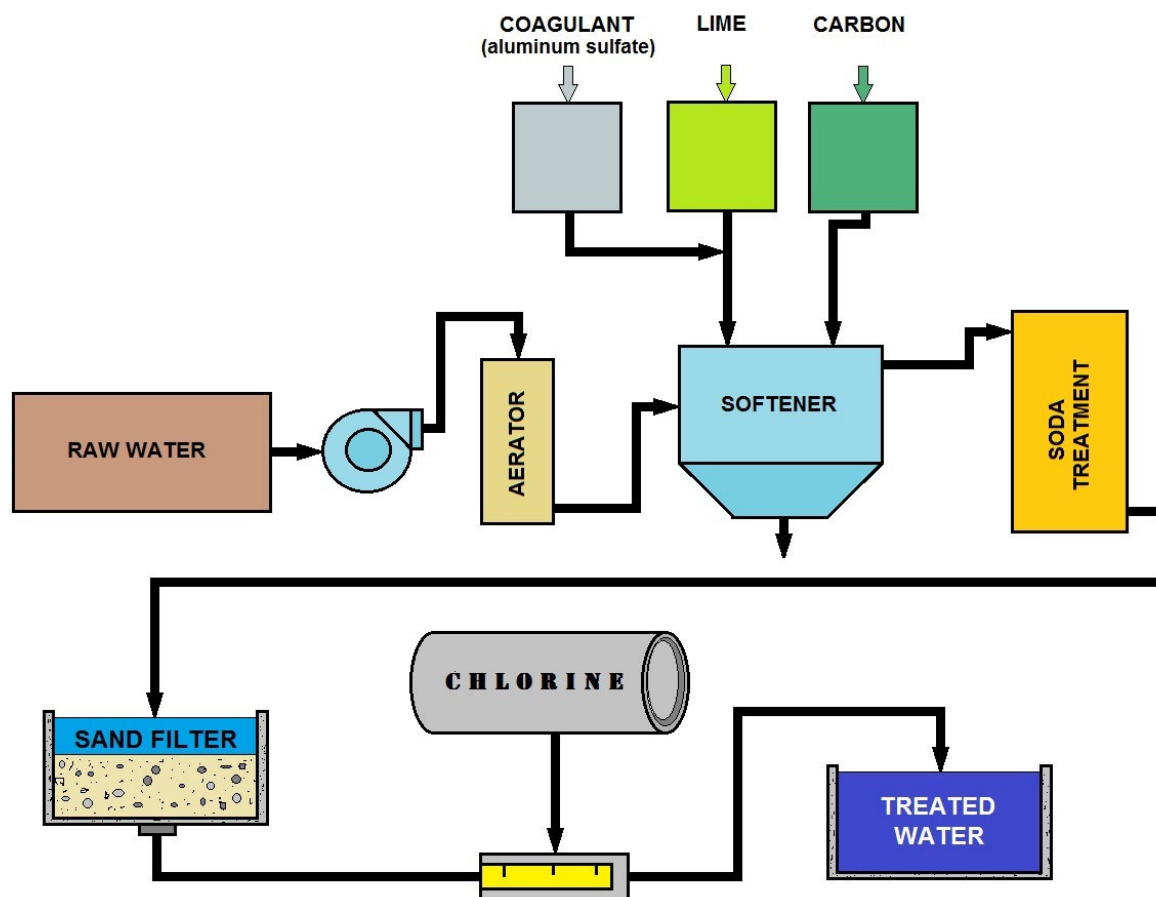 COAGULANT
(aluminum sulfate)
LIME
CARBON
RAW WATER
AERATOR
SOFTENER
SODA
TREATMENT
SAND FILTER
CHLORINE
TREATED
WATER